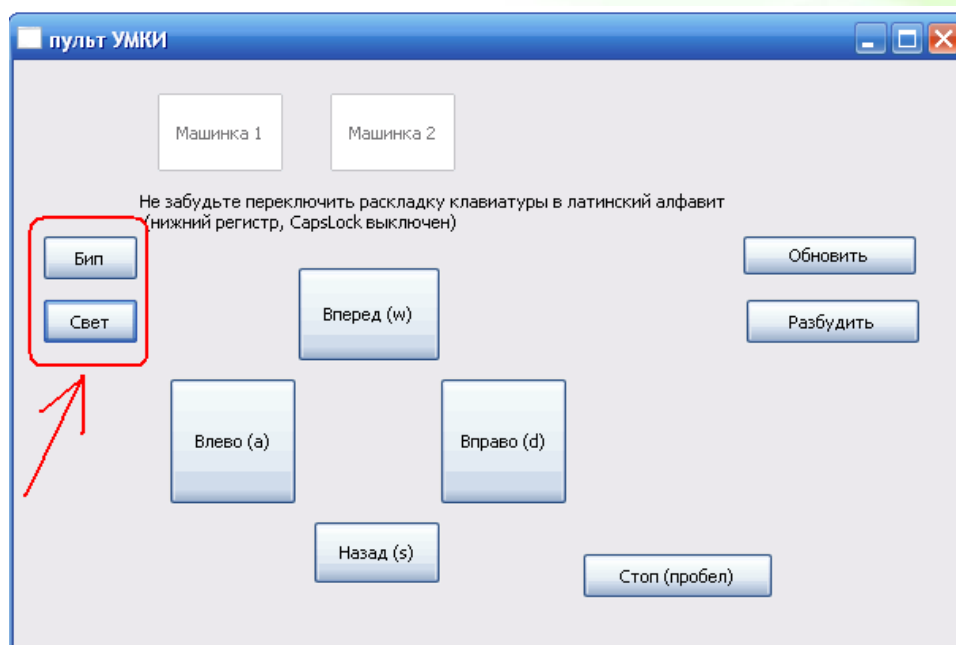 пульт УМКИ
Машинка 1
Машинка 2
Не забудьте переключить раскладку клавиатуры в латинский алфавит
(нижний регистр, CapsLock выключен)
Бип
Обновить
Свет
Вперед (w)
Разбудить
Влево (a)
Вправо (d)
Назад (s)
Стоп (пробел)